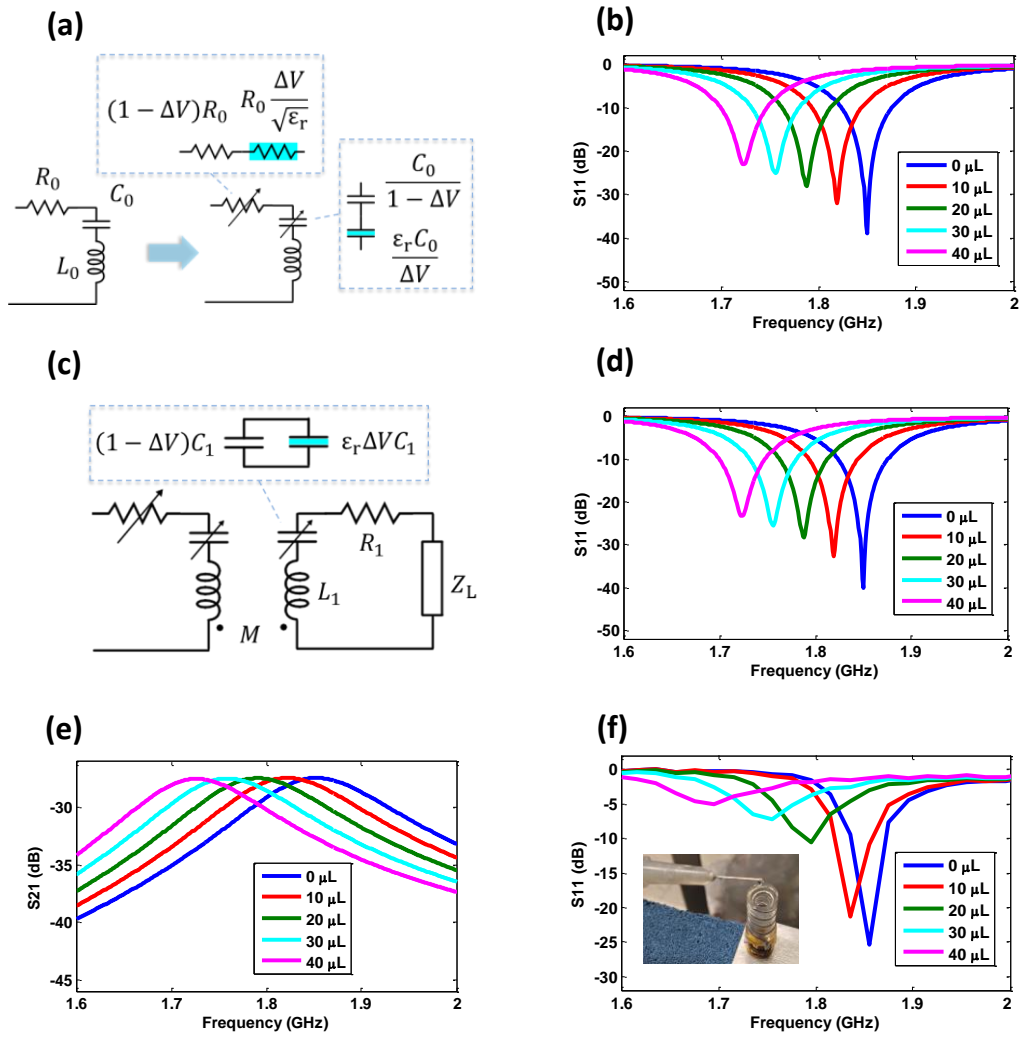 (a)
(1 − ΔV)R₀ R₀ ΔV/√εᵣ
R₀
C₀
L₀
C₀/(1 − ΔV)
εᵣC₀/ΔV
(b)
0
-10
-20
-30
-40
-50
S11 (dB)
1.6 1.7 1.8 1.9 2
Frequency (GHz)
0 μL
10 μL
20 μL
30 μL
40 μL
(c)
(1 − ΔV)C₁ εᵣΔVC₁
R₁
L₁
Z_L
M
(d)
0
-10
-20
-30
-40
-50
S11 (dB)
1.6 1.7 1.8 1.9 2
Frequency (GHz)
0 μL
10 μL
20 μL
30 μL
40 μL
(e)
-30
-35
-40
-45
S21 (dB)
1.6 1.7 1.8 1.9 2
Frequency (GHz)
0 μL
10 μL
20 μL
30 μL
40 μL
(f)
0
-5
-10
-15
-20
-25
-30
S11 (dB)
1.6 1.7 1.8 1.9 2
Frequency (GHz)
0 μL
10 μL
20 μL
30 μL
40 μL